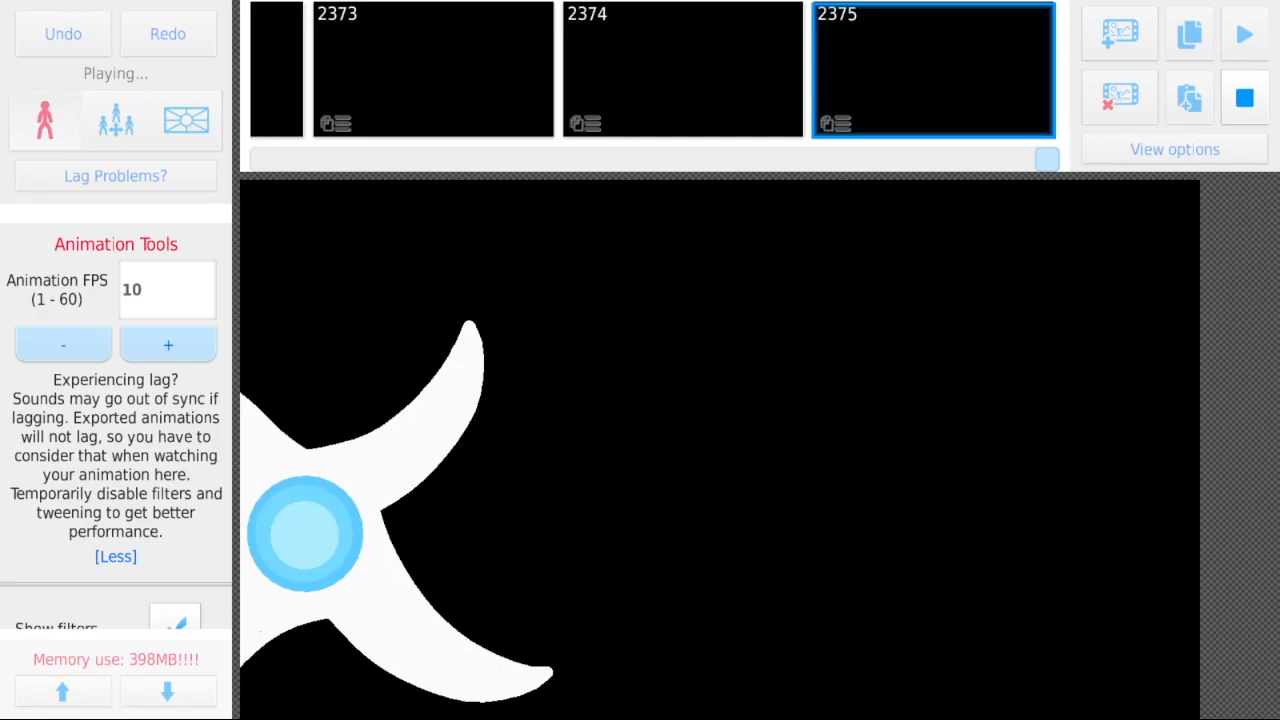 Undo
Redo
Playing...
Lag Problems?
Animation Tools
Animation FPS
(1 - 60)
10
-
+
Experiencing lag?
Sounds may go out of sync if
lagging. Exported animations
will not lag, so you have to
consider that when watching
your animation here.
Temporarily disable filters and
tweening to get better
performance.
[Less]
Show filters
Memory use: 398MB!!!!
2373
2374
2375
View options